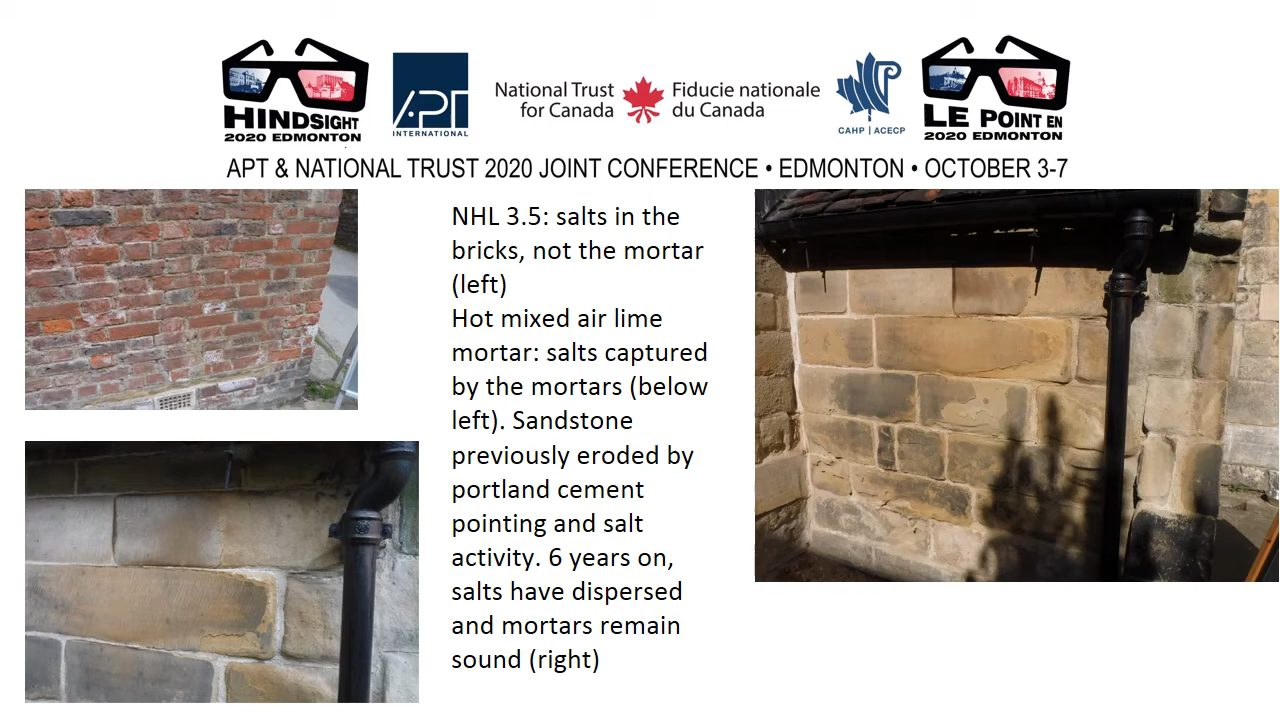 HINDSIGHT
2020 EDMONTON
APT
INTERNATIONAL
National Trust
for Canada
Fiducie nationale
du Canada
CAHP | ACECP
LE POINT EN
2020 EDMONTON
APT & NATIONAL TRUST 2020 JOINT CONFERENCE • EDMONTON • OCTOBER 3-7
NHL 3.5: salts in the
bricks, not the mortar
(left)
Hot mixed air lime
mortar: salts captured
by the mortars (below
left). Sandstone
previously eroded by
portland cement
pointing and salt
activity. 6 years on,
salts have dispersed
and mortars remain
sound (right)